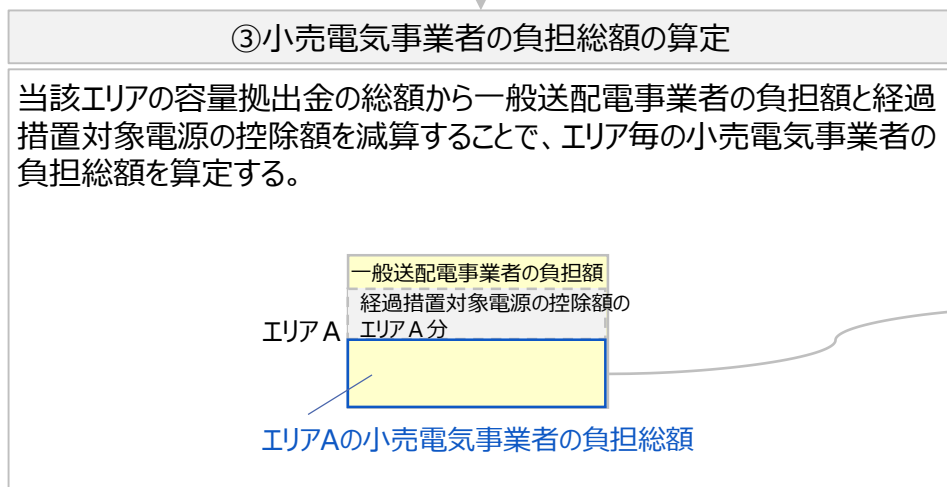 ③小売電気事業者の負担総額の算定
当該エリアの容量拠出金の総額から一般送配電事業者の負担額と経過
措置対象電源の控除額を減算することで、エリア毎の小売電気事業者の
負担総額を算定する。
一般送配電事業者の負担額
経過措置対象電源の控除額の
エリアA分
エリアA
エリアAの小売電気事業者の負担総額